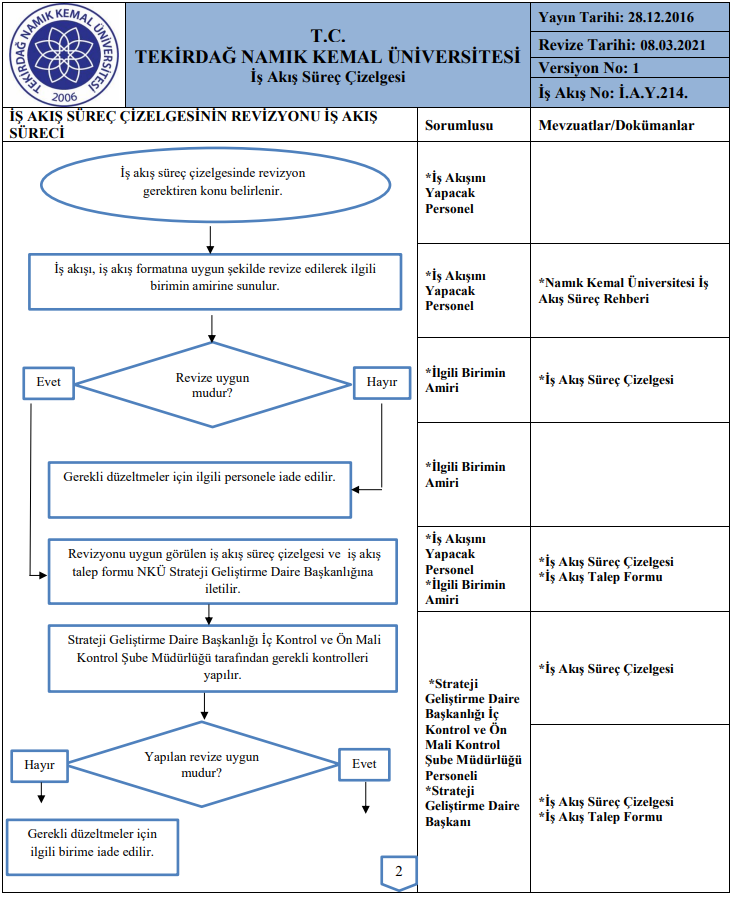 TEKİRDAĞ NAMIK KEMAL ÜNİVERSİTESİ
2006
T.C.
TEKİRDAĞ NAMIK KEMAL ÜNİVERSİTESİ
İş Akış Süreç Çizelgesi
Yayın Tarihi: 28.12.2016
Revize Tarihi: 08.03.2021
Versiyon No: 1
İş Akış No: İ.A.Y.214.
İŞ AKIŞ SÜREÇ ÇİZELGESİNİN REVİZYONU İŞ AKIŞ
SÜRECİ
Sorumlusu
Mevzuatlar/Dokümanlar
İş akış süreç çizelgesinde revizyon
gerektiren konu belirlenir.
*İş Akışını
Yapacak
Personel
İş akışı, iş akış formatına uygun şekilde revize edilerek ilgili
birimin amirine sunulur.
*İş Akışını
Yapacak
Personel
*Namık Kemal Üniversitesi İş
Akış Süreç Rehberi
Evet
Revize uygun
mudur?
Hayır
*İlgili Birimin
Amiri
*İş Akış Süreç Çizelgesi
Gerekli düzeltmeler için ilgili personele iade edilir.
*İlgili Birimin
Amiri
Revizyonu uygun görülen iş akış süreç çizelgesi ve iş akış
talep formu NKÜ Strateji Geliştirme Daire Başkanlığına
iletilir.
*İş Akışını
Yapacak
Personel
*İlgili Birimin
Amiri
*İş Akış Süreç Çizelgesi
*İş Akış Talep Formu
Strateji Geliştirme Daire Başkanlığı İç Kontrol ve Ön Mali
Kontrol Şube Müdürlüğü tarafından gerekli kontrolleri
yapılır.
*İş Akış Süreç Çizelgesi
*Strateji
Geliştirme Daire
Başkanlığı İç
Kontrol ve Ön
Mali Kontrol
Şube Müdürlüğü
Personeli
*Strateji
Geliştirme Daire
Başkanı
Hayır
Yapılan revize uygun
mudur?
Evet
*İş Akış Süreç Çizelgesi
*İş Akış Talep Formu
Gerekli düzeltmeler için
ilgili birime iade edilir.
2